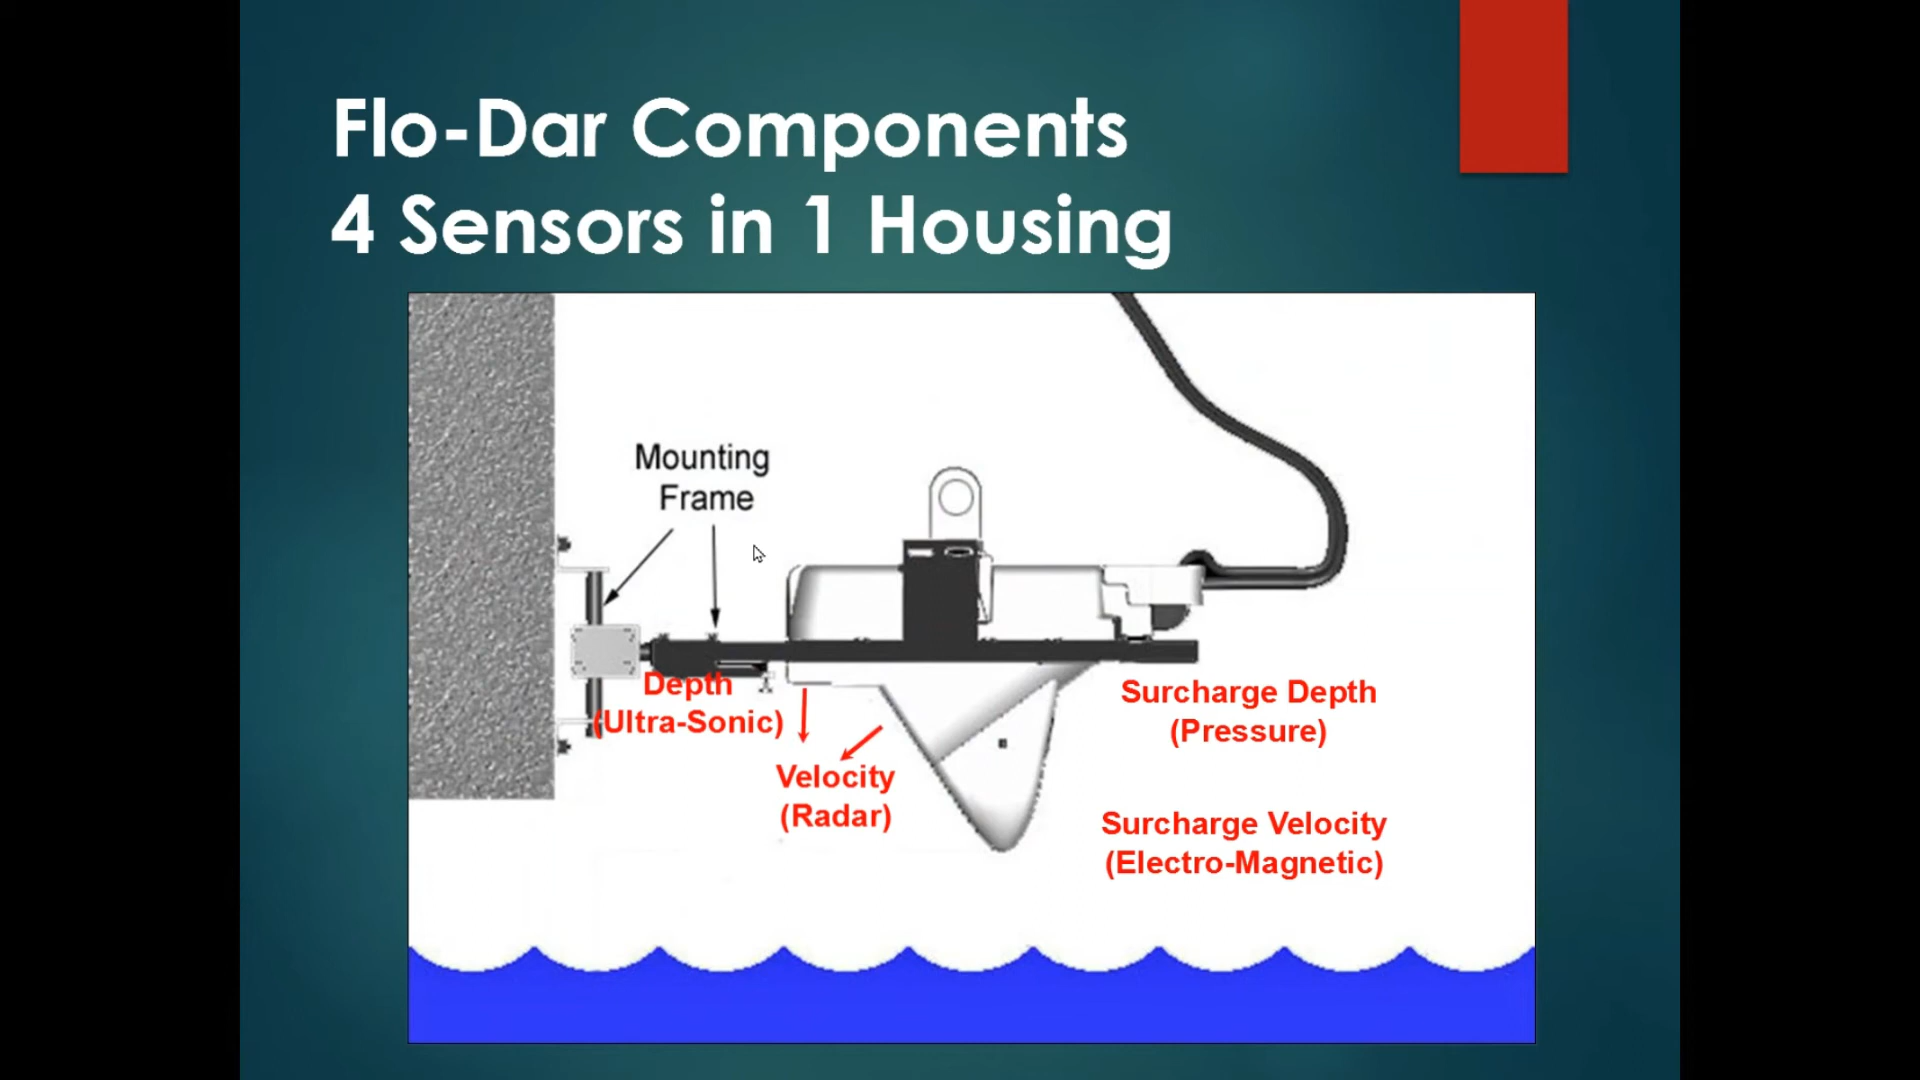 Flo-Dar Components
4 Sensors in 1 Housing
Mounting
Frame
Depth
(Ultra-Sonic)
Velocity
(Radar)
Surcharge Depth
(Pressure)
Surcharge Velocity
(Electro-Magnetic)